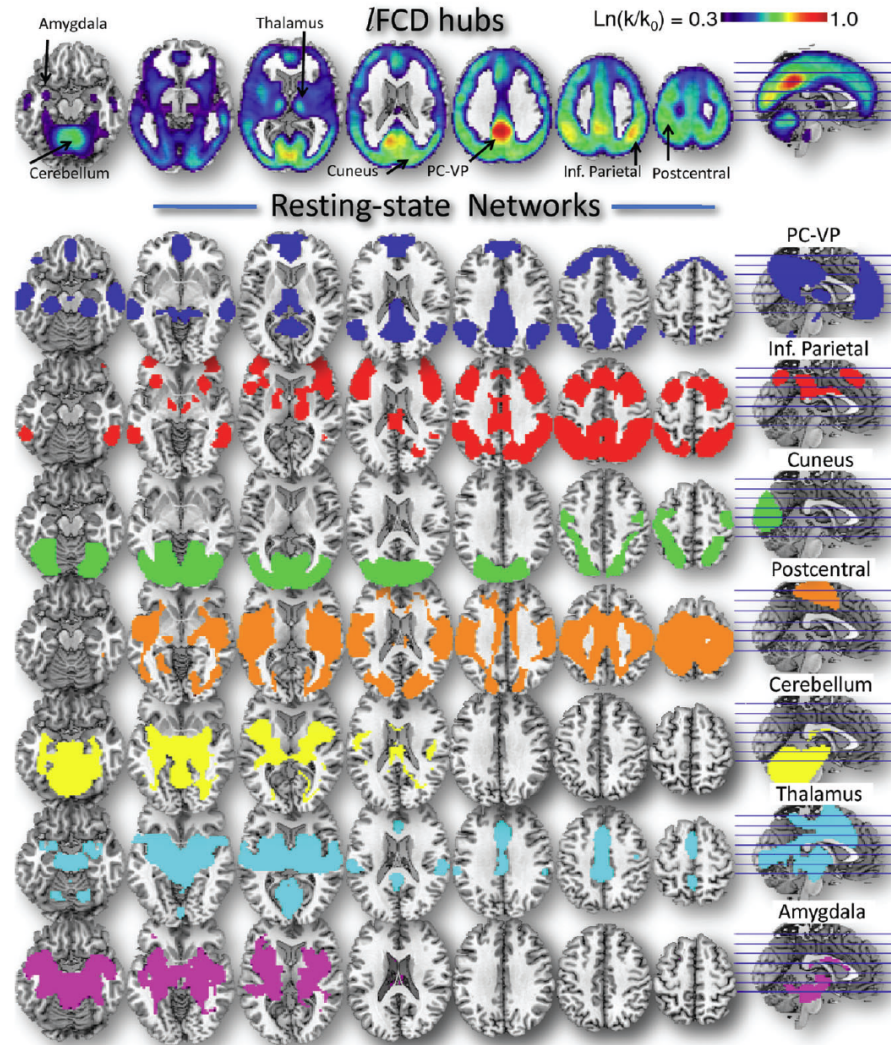 lFCD hubs
Ln(k/k₀) = 0.3 1.0
Amygdala
Thalamus
Cerebellum
Cuneus
PC-VP
Inf. Parietal
Postcentral
Resting-state Networks
PC-VP
Inf. Parietal
Cuneus
Postcentral
Cerebellum
Thalamus
Amygdala